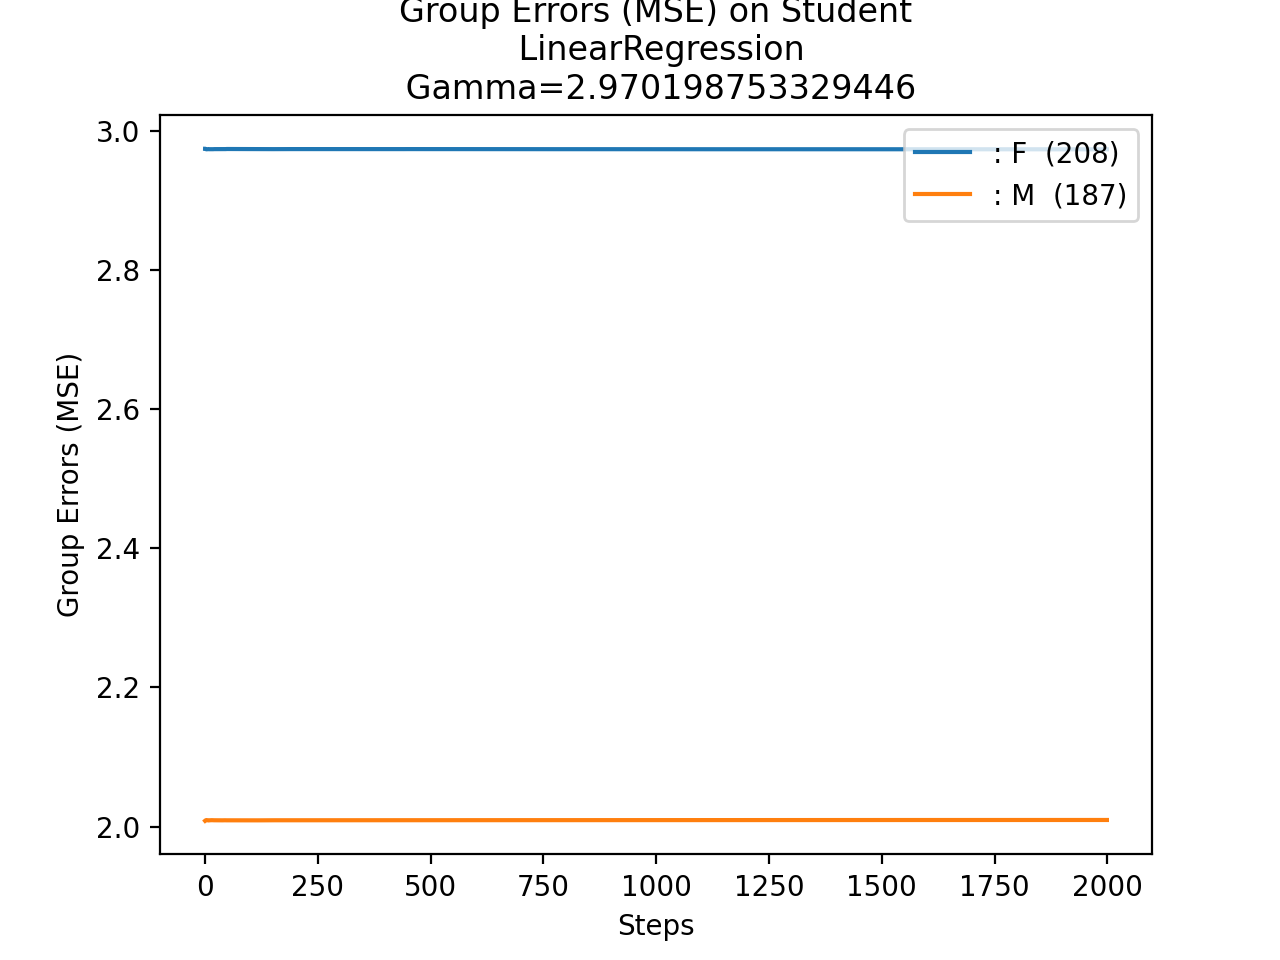 Group Errors (MSE) on Student
LinearRegression
Gamma=2.970198753329446
3.0
2.8
2.6
2.4
2.2
2.0
Group Errors (MSE)
: F (208)
: M (187)
0 250 500 750 1000 1250 1500 1750 2000
Steps